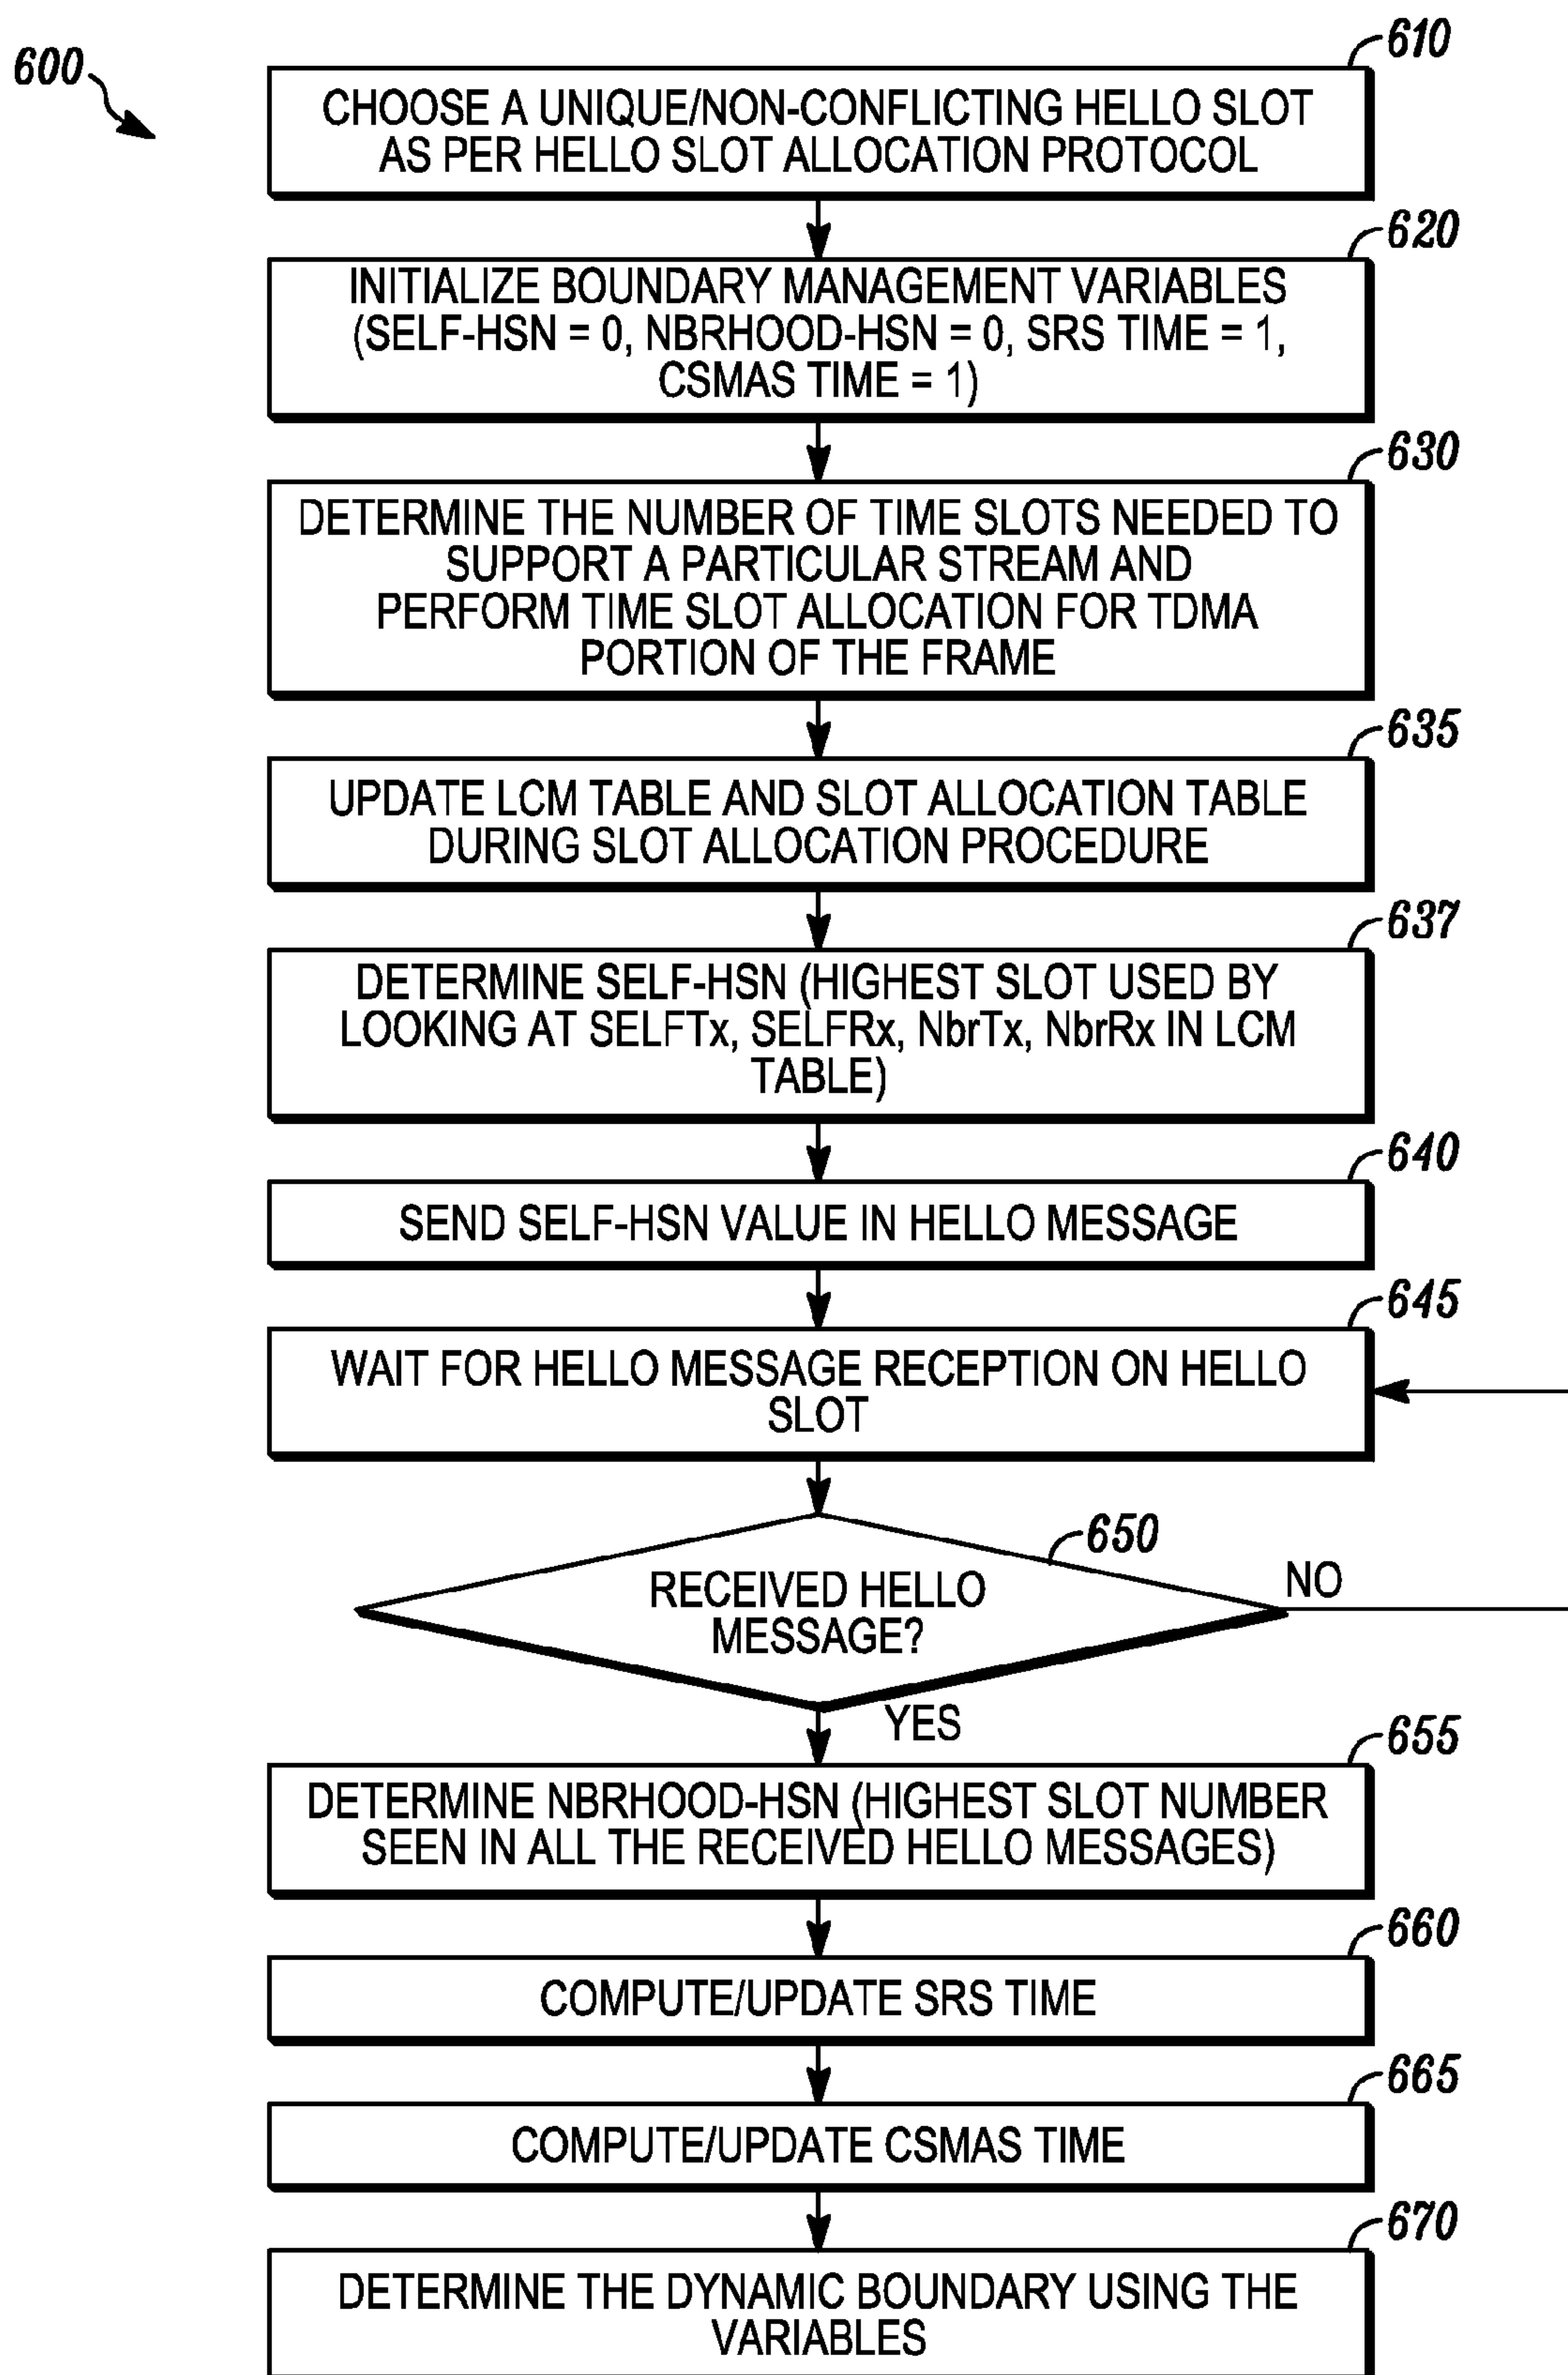 600
610
CHOOSE A UNIQUE/NON-CONFLICTING HELLO SLOT
AS PER HELLO SLOT ALLOCATION PROTOCOL
620
INITIALIZE BOUNDARY MANAGEMENT VARIABLES
(SELF-HSN = 0, NBRHOOD-HSN = 0, SRS TIME = 1,
CSMAS TIME = 1)
630
DETERMINE THE NUMBER OF TIME SLOTS NEEDED TO
SUPPORT A PARTICULAR STREAM AND
PERFORM TIME SLOT ALLOCATION FOR TDMA
PORTION OF THE FRAME
635
UPDATE LCM TABLE AND SLOT ALLOCATION TABLE
DURING SLOT ALLOCATION PROCEDURE
637
DETERMINE SELF-HSN (HIGHEST SLOT USED BY
LOOKING AT SELFTx, SELFRx, NbrTx, NbrRx IN LCM
TABLE)
640
SEND SELF-HSN VALUE IN HELLO MESSAGE
645
WAIT FOR HELLO MESSAGE RECEPTION ON HELLO
SLOT
650
RECEIVED HELLO
MESSAGE?
NO
YES
655
DETERMINE NBRHOOD-HSN (HIGHEST SLOT NUMBER
SEEN IN ALL THE RECEIVED HELLO MESSAGES)
660
COMPUTE/UPDATE SRS TIME
665
COMPUTE/UPDATE CSMAS TIME
670
DETERMINE THE DYNAMIC BOUNDARY USING THE
VARIABLES